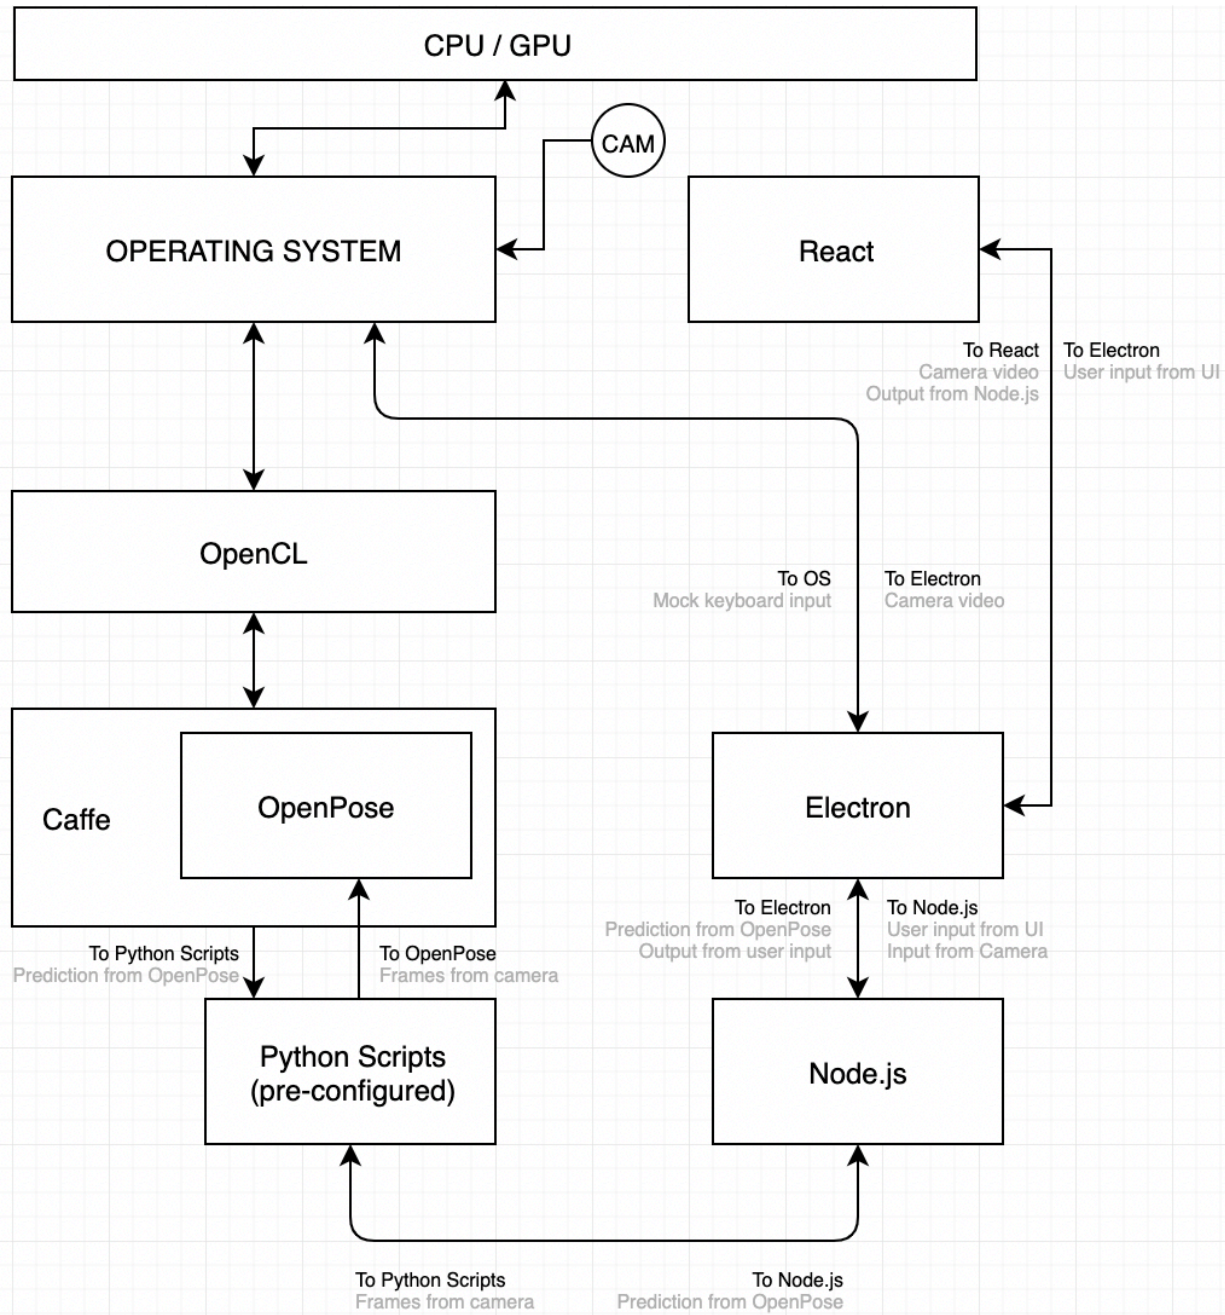 CPU / GPU
CAM
OPERATING SYSTEM
React
To React
Camera video
Output from Node.js
To Electron
User input from UI
OpenCL
To OS
Mock keyboard input
To Electron
Camera video
Caffe
OpenPose
Electron
To Python Scripts
Prediction from OpenPose
To OpenPose
Frames from camera
To Electron
Prediction from OpenPose
Output from user input
To Node.js
User input from UI
Input from Camera
Python Scripts
(pre-configured)
Node.js
To Python Scripts
Frames from camera
To Node.js
Prediction from OpenPose